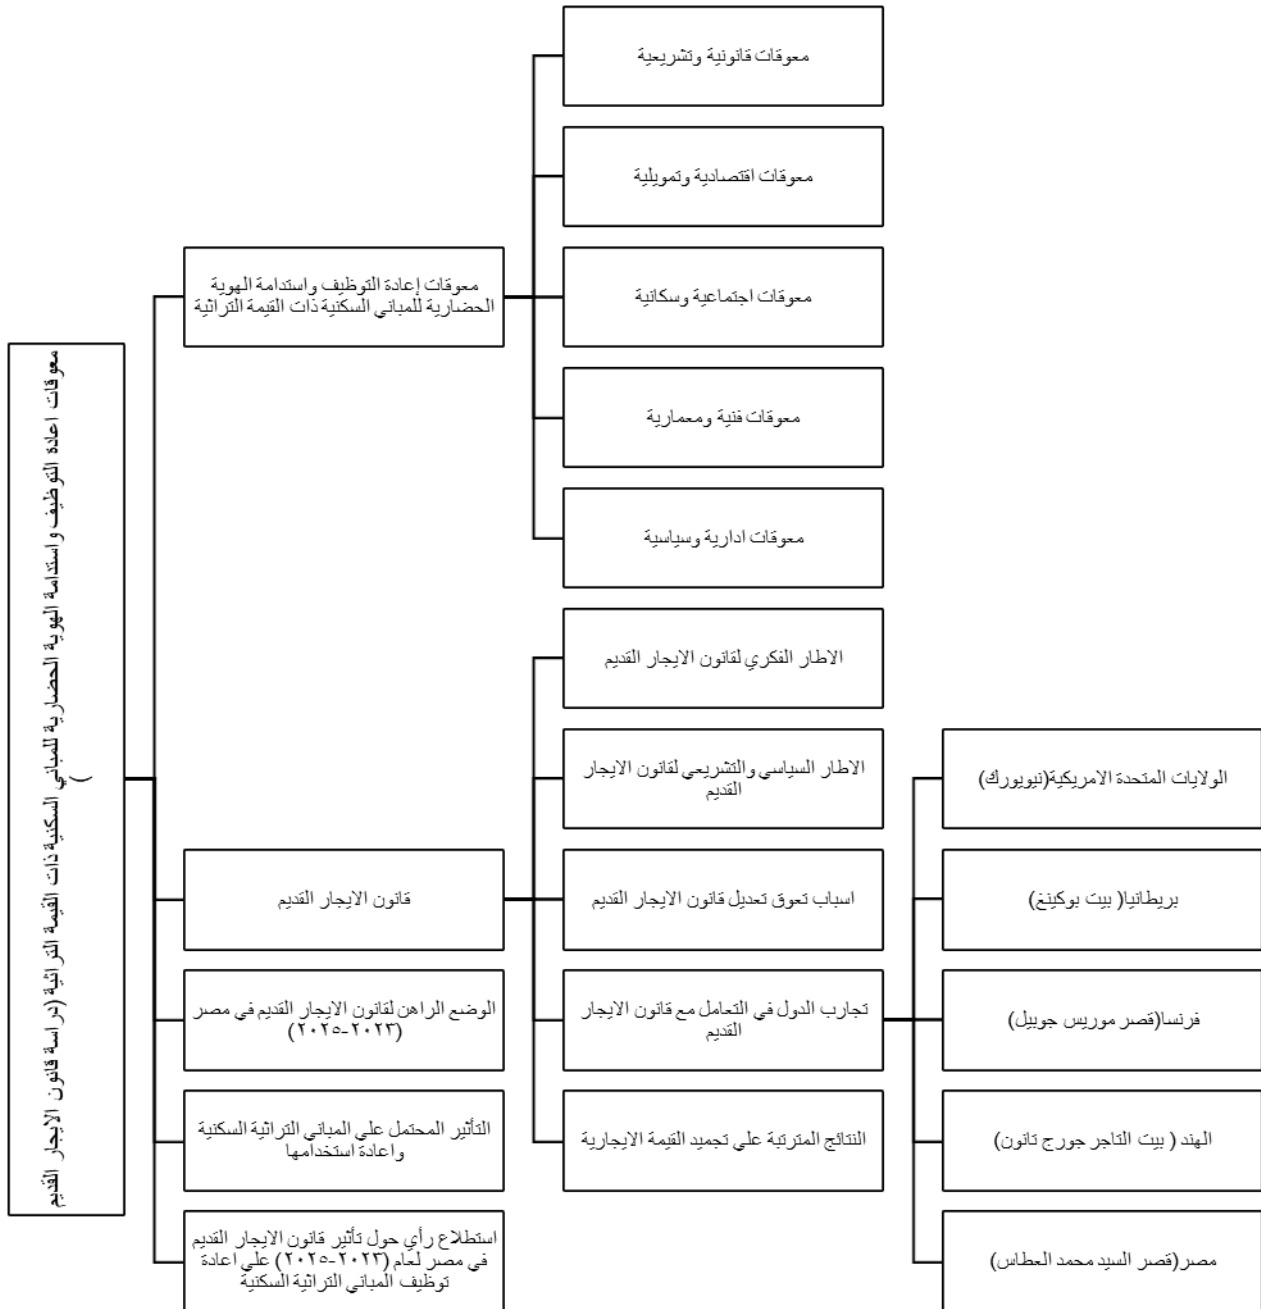 معوقات اعادة التوظيف واستدامة الهوية الحضارية للمباني السكنية ذات القيمة التراثية (دراسة قانون الايجار القديم
)
معوقات إعادة التوظيف واستدامة الهوية
الحضارية للمباني السكنية ذات القيمة التراثية
معوقات قانونية وتشريعية
معوقات اقتصادية وتمويلية
معوقات اجتماعية وسكانية
معوقات فنية ومعمارية
معوقات ادارية وسياسية
قانون الايجار القديم
الاطار الفكري لقانون الايجار القديم
الاطار السياسي والتشريعي لقانون الايجار
القديم
اسباب تعوق تعديل قانون الايجار القديم
تجارب الدول في التعامل مع قانون الايجار
القديم
الولايات المتحدة الامريكية(نيويورك)
بريطانيا( بيت بوكينغ)
فرنسا(قصر موريس جوبيل)
الهند ( بيت التاجر جورج تانون)
مصر(قصر السيد محمد العطاس)
النتائج المترتبة علي تجميد القيمة الايجارية
الوضع الراهن لقانون الايجار القديم في مصر
(٢٠٢٣-٢٠٢٥)
التأثير المحتمل على المباني التراثية السكنية
واعادة استخدامها
استطلاع رأي حول تأثير قانون الايجار القديم
في مصر لعام (٢٠٢٣-٢٠٢٥) علي اعادة
توظيف المباني التراثية السكنية